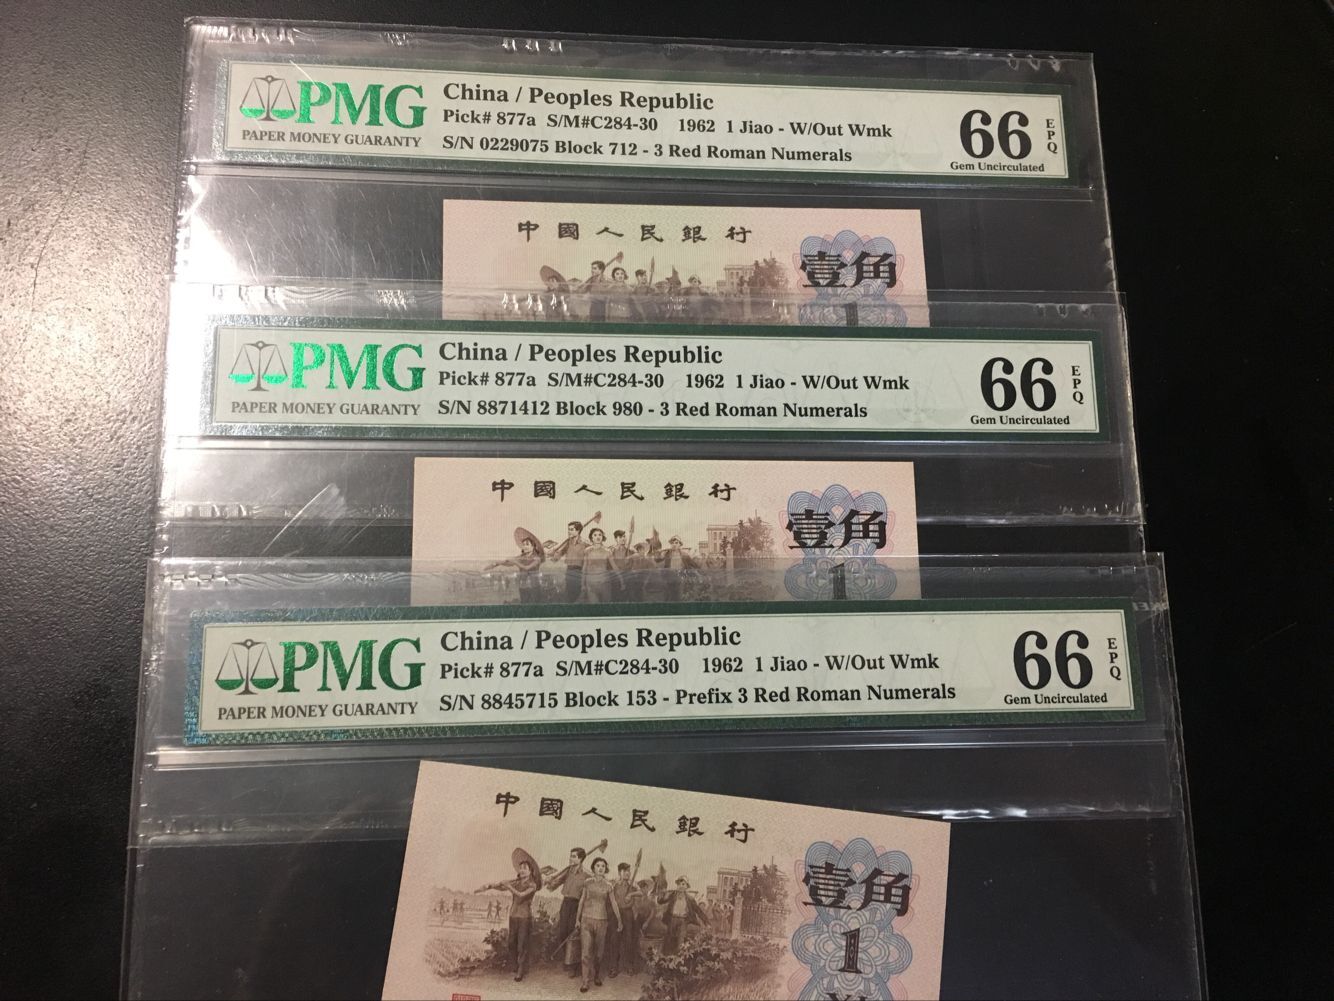 PMG
PAPER MONEY GUARANTY
China / Peoples Republic
Pick# 877a S/M#C284-30 1962 1 Jiao - W/Out Wmk
S/N 0229075 Block 712 - 3 Red Roman Numerals
66
EPQ
Gem Uncirculated
中國人民銀行
壹角
1
PMG
PAPER MONEY GUARANTY
China / Peoples Republic
Pick# 877a S/M#C284-30 1962 1 Jiao - W/Out Wmk
S/N 8871412 Block 980 - 3 Red Roman Numerals
66
EPQ
Gem Uncirculated
中國人民銀行
壹角
1
PMG
PAPER MONEY GUARANTY
China / Peoples Republic
Pick# 877a S/M#C284-30 1962 1 Jiao - W/Out Wmk
S/N 8845715 Block 153 - Prefix 3 Red Roman Numerals
66
EPQ
Gem Uncirculated
中國人民銀行
壹角
1